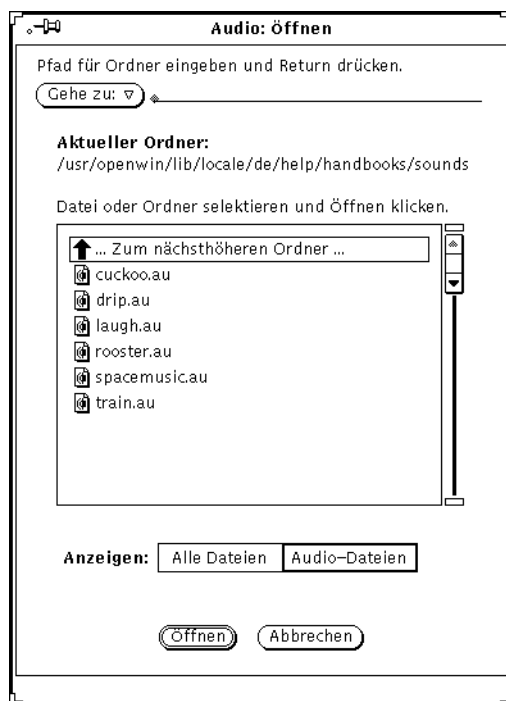 Audio: Öffnen
Pfad für Ordner eingeben und Return drücken.
Gehe zu:
Aktueller Ordner:
/usr/openwin/lib/locale/de/help/handbooks/sounds
Datei oder Ordner selektieren und Öffnen klicken.
... Zum nächsthöheren Ordner ...
cuckoo.au
drip.au
laugh.au
rooster.au
spacemusic.au
train.au
Anzeigen: Alle Dateien Audio–Dateien
Öffnen Abbrechen